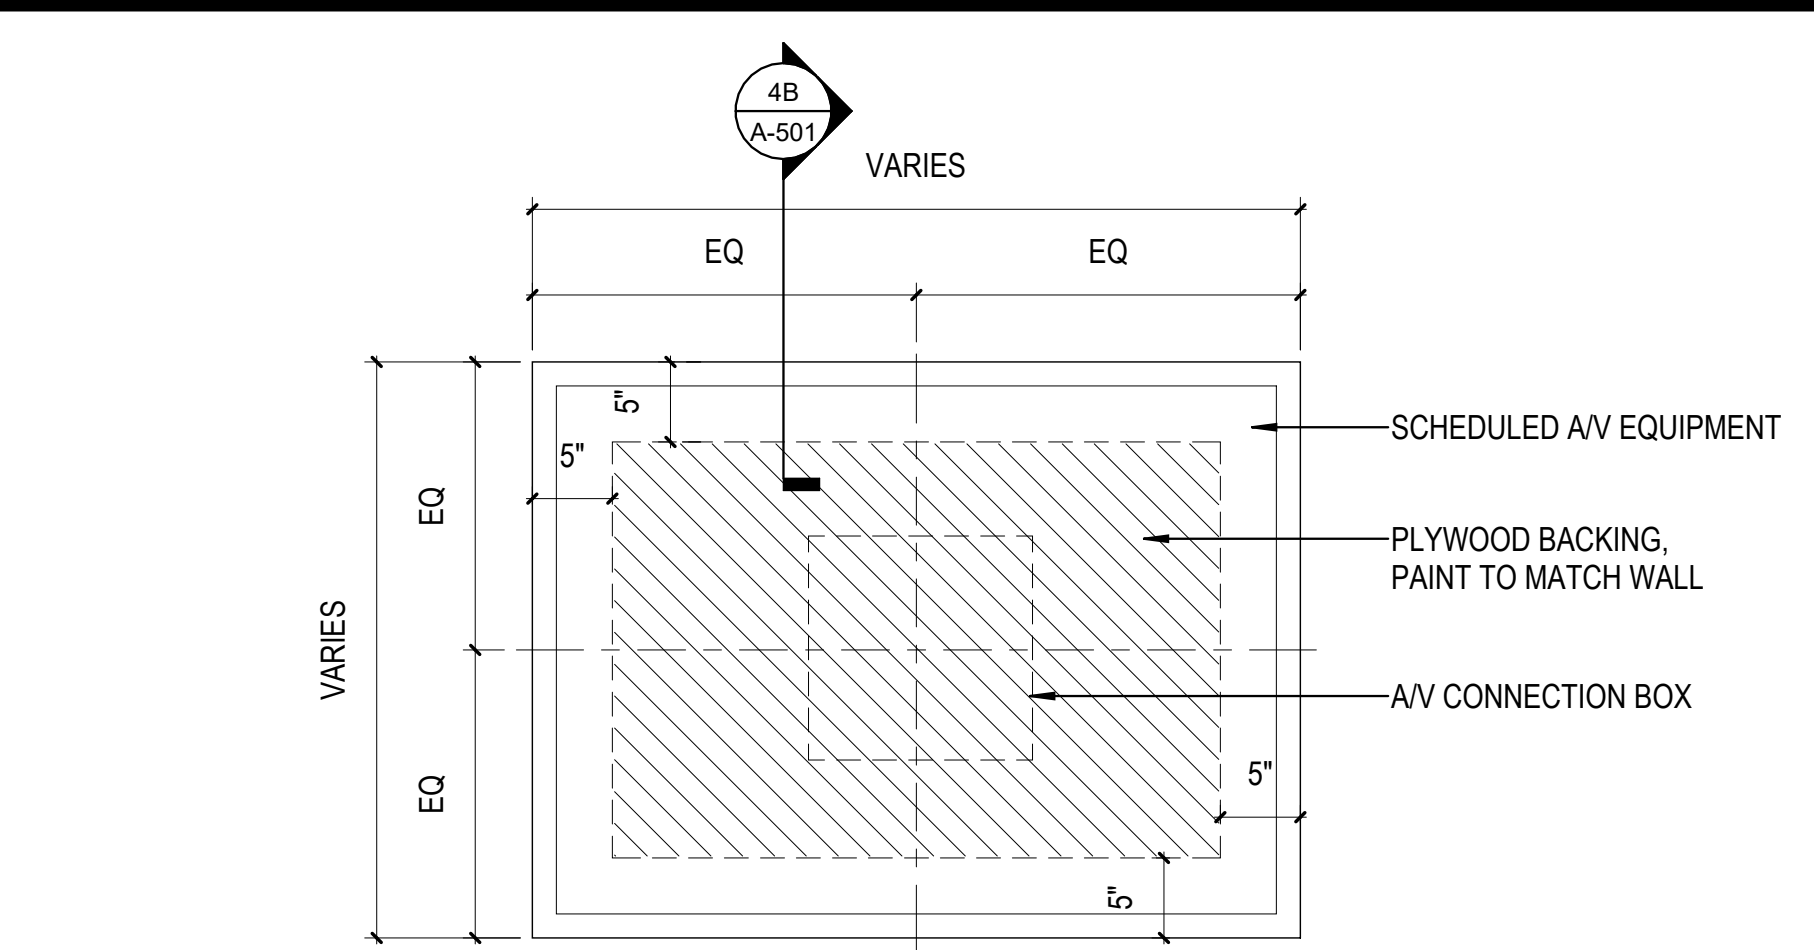 4B
A-501
VARIES
EQ
EQ
5"
5"
EQ
SCHEDULED A/V EQUIPMENT
PLYWOOD BACKING,
PAINT TO MATCH WALL
VARIES
A/V CONNECTION BOX
EQ
5"
5"